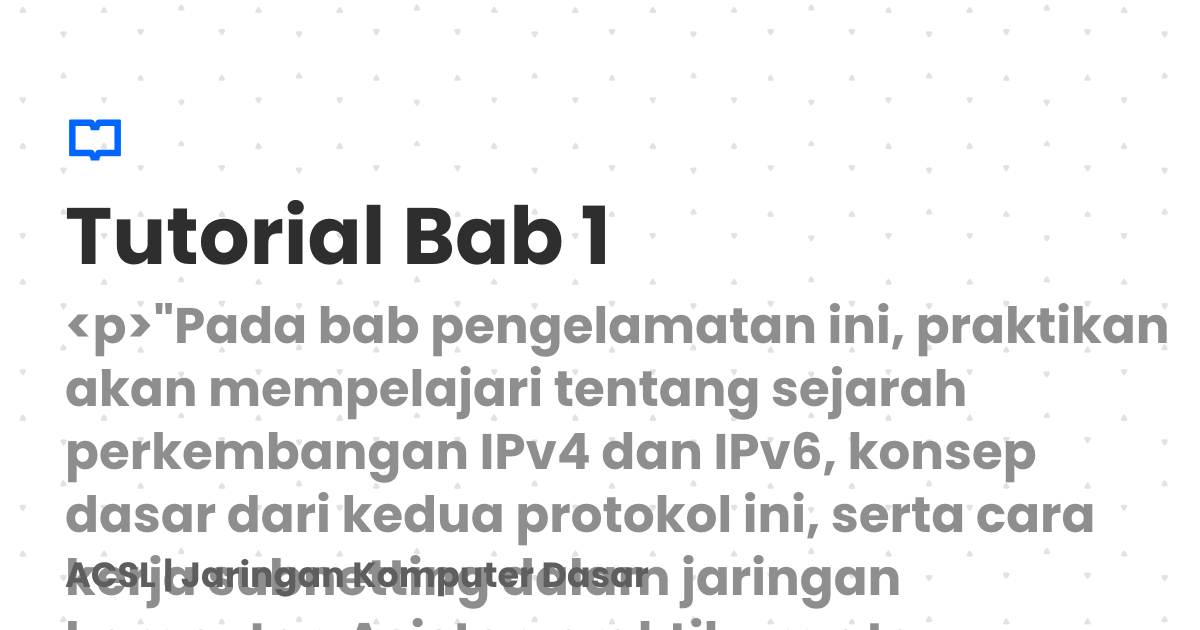 Tutorial Bab 1
<p>"Pada bab pengelamatan ini, praktikan
akan mempelajari tentang sejarah
perkembangan IPv4 dan IPv6, konsep
dasar dari kedua protokol ini, serta cara
kerja subnetting dalam jaringan
ACSL | Jaringan Komputer Dasar